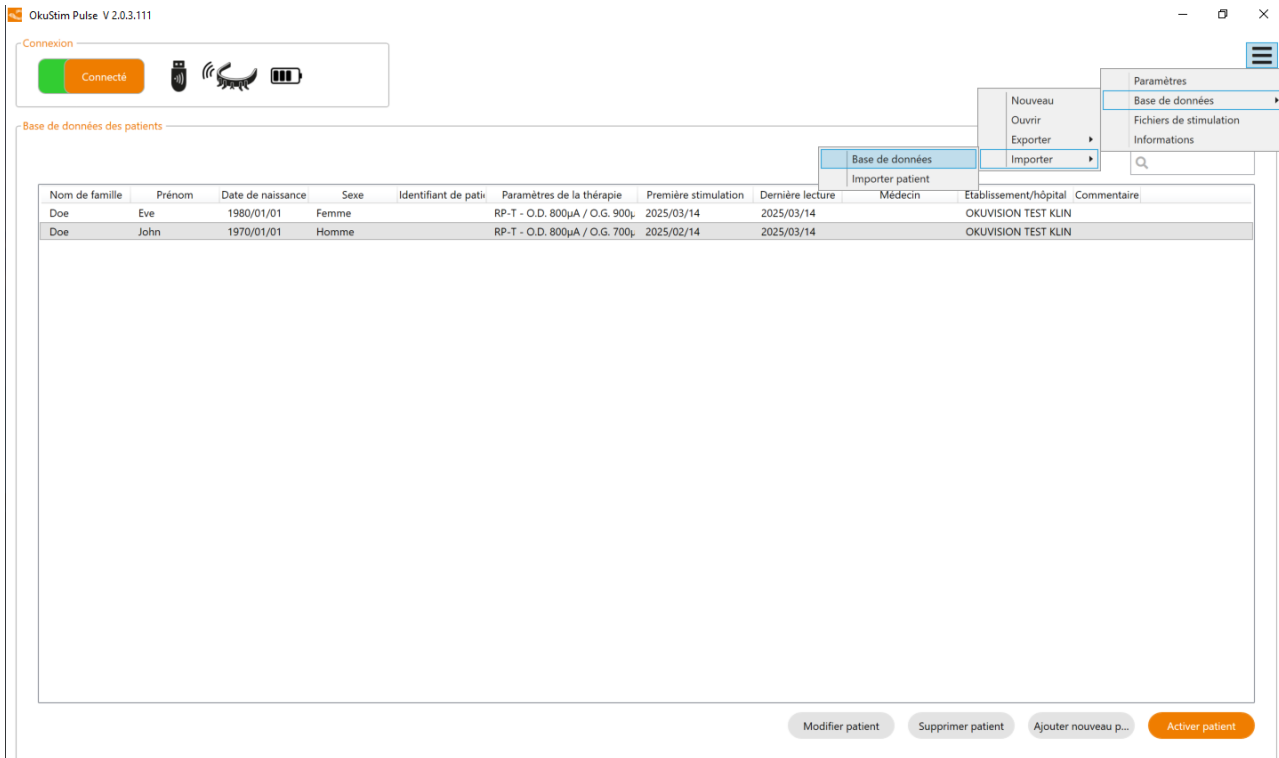 OkuStim Pulse V 2.0.3.111
Connexion
Connecté
Paramètres
Base de données
Fichiers de stimulation
Informations
Nouveau
Ouvrir
Exporter
Importer
Base de données
Importer patient
Base de données des patients
Nom de famille Prénom Date de naissance Sexe Identifiant de patie Paramètres de la thérapie Première stimulation Dernière lecture Médecin Etablissement/hôpital Commentaire
Doe Eve 1980/01/01 Femme RP-T - O.D. 800µA / O.G. 900µ 2025/03/14 2025/03/14 OKUVISION TEST KLIN
Doe John 1970/01/01 Homme RP-T - O.D. 800µA / O.G. 700µ 2025/02/14 2025/03/14 OKUVISION TEST KLIN
Modifier patient Supprimer patient Ajouter nouveau p... Activer patient